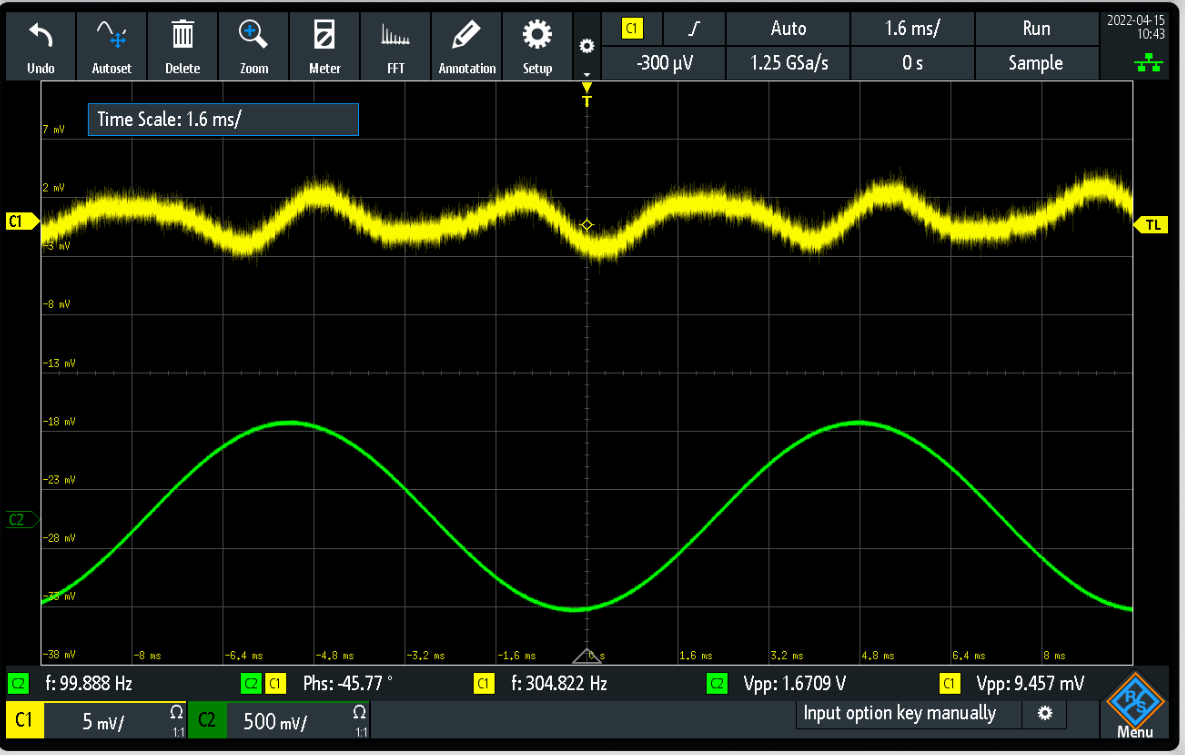 C1 Auto 1.6 ms/ Run 2022-04-15
10:43
Undo Autoset Delete Zoom Meter FFT Annotation Setup -300 µV 1.25 GSa/s 0 s Sample
T
Time Scale: 1.6 ms/
7 mV
2 mV
C1 TL
-3 mV
-8 mV
-13 mV
-18 mV
-23 mV
C2
-28 mV
-33 mV
-38 mV -8 ms -6.4 ms -4.8 ms -3.2 ms -1.6 ms 0 s 1.6 ms 3.2 ms 4.8 ms 6.4 ms 8 ms
C2 f: 99.888 Hz C2 C1 Phs: -45.77 ° C1 f: 304.822 Hz C2 Vpp: 1.6709 V C1 Vpp: 9.457 mV
C1 5 mV/ Ω 1:1 C2 500 mV/ Ω 1:1 Input option key manually R&S
Menu